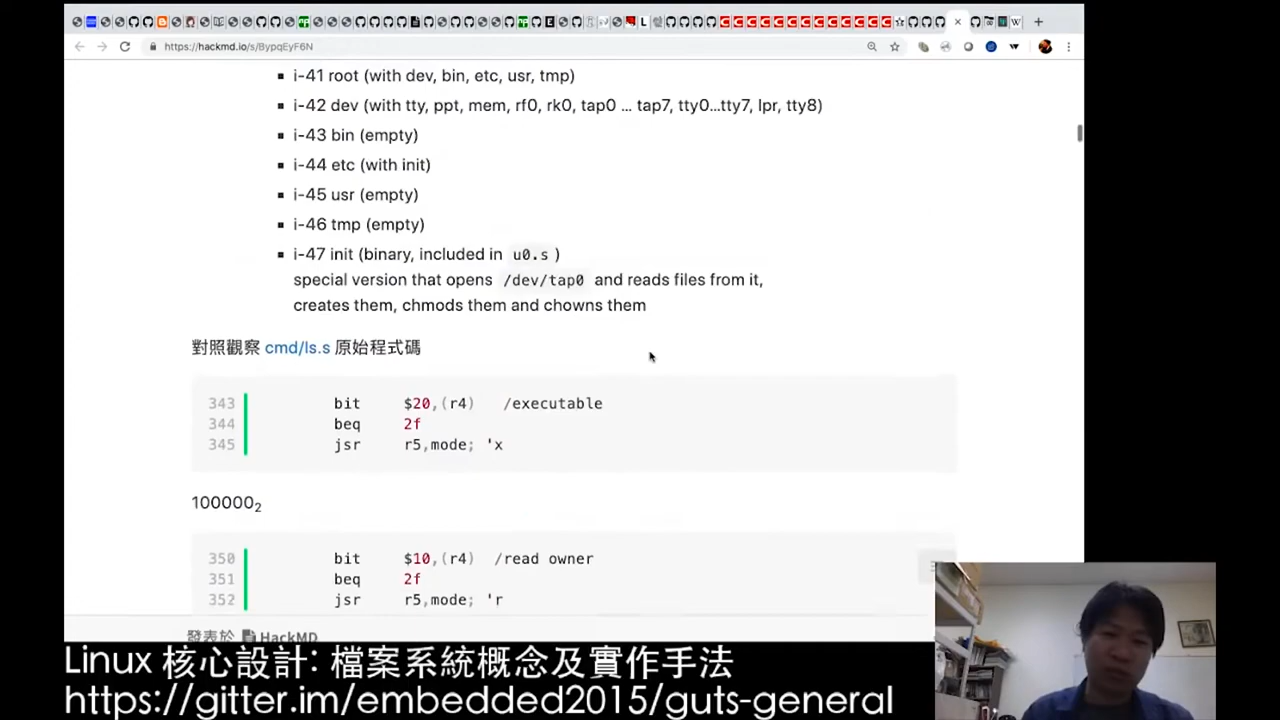 https://hackmd.io/s/BypqEyF6N
i-41 root (with dev, bin, etc, usr, tmp)
i-42 dev (with tty, ppt, mem, rf0, rk0, tap0 ... tap7, tty0...tty7, lpr, tty8)
i-43 bin (empty)
i-44 etc (with init)
i-45 usr (empty)
i-46 tmp (empty)
i-47 init (binary, included in u0.s )
special version that opens /dev/tap0 and reads files from it,
creates them, chmods them and chowns them
對照觀察 cmd/ls.s 原始程式碼
343 bit $20,(r4) /executable
344 beq 2f
345 jsr r5,mode; 'x
100000₂
350 bit $10,(r4) /read owner
351 beq 2f
352 jsr r5,mode; 'r
發表於 HackMD
Linux 核心設計: 檔案系統概念及實作手法
https://gitter.im/embedded2015/guts-general